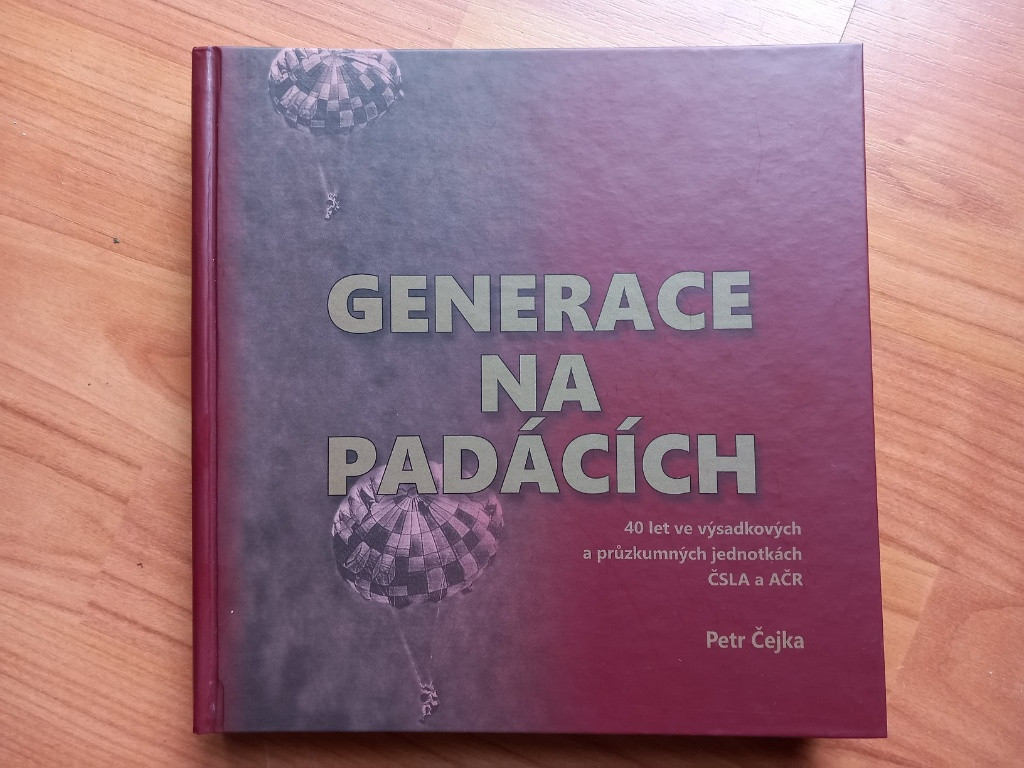 GENERACE
NA
PADÁCÍCH
40 let ve výsadkových
a průzkumných jednotkách
ČSLA a AČR
Petr Čejka